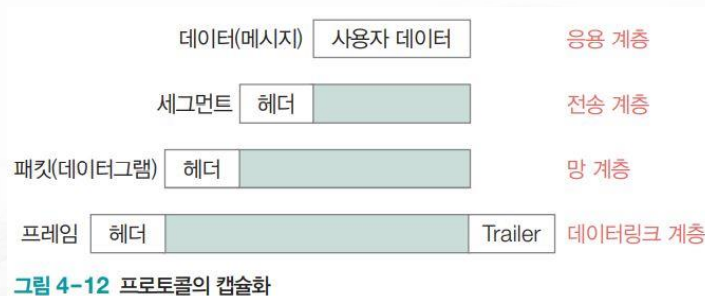 데이터(메시지) 사용자 데이터 응용 계층
세그먼트 헤더 전송 계층
패킷(데이터그램) 헤더 망 계층
프레임 헤더 Trailer 데이터링크 계층
그림 4-12 프로토콜의 캡슐화